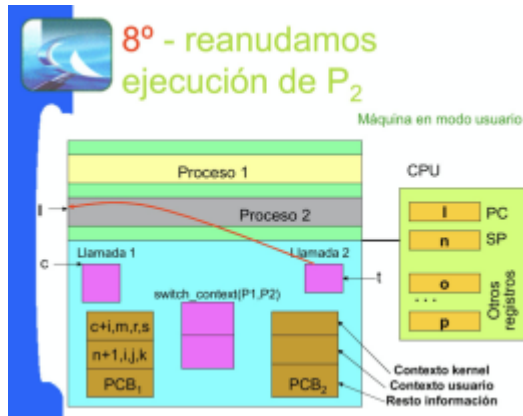 8º - reanudamos
ejecución de P2
Máquina en modo usuario
CPU
Proceso 1
Proceso 2
l
l
PC
n
SP
o
...
p
Otros
registros
Llamada 1
Llamada 2
c
t
switch_context(P1,P2)
c+i,m,r,s
n+1,i,j,k
PCB1
PCB2
Contexto kernel
Contexto usuario
Resto información